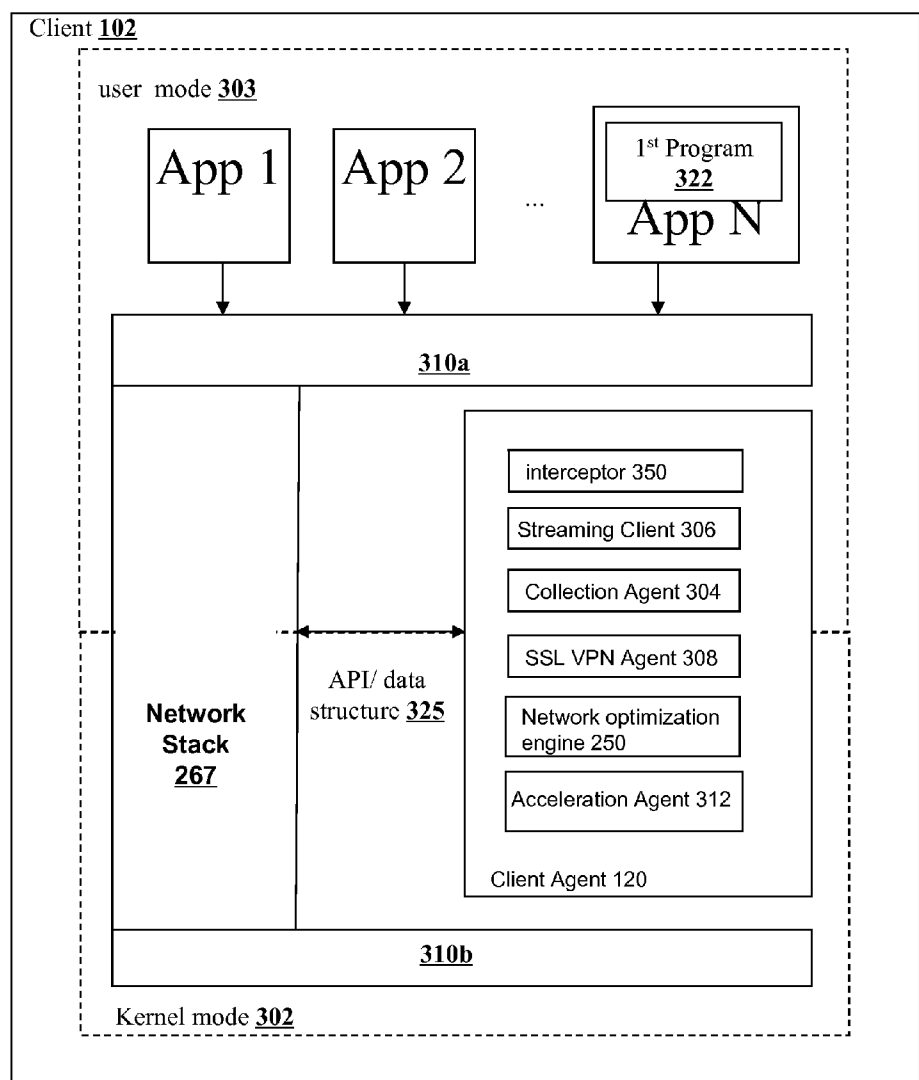 Client 102
user mode 303
App 1
App 2
...
1st Program
322
App N
310a
interceptor 350
Streaming Client 306
Collection Agent 304
SSL VPN Agent 308
API/ data
structure 325
Network
Stack
267
Network optimization
engine 250
Acceleration Agent 312
Client Agent 120
310b
Kernel mode 302